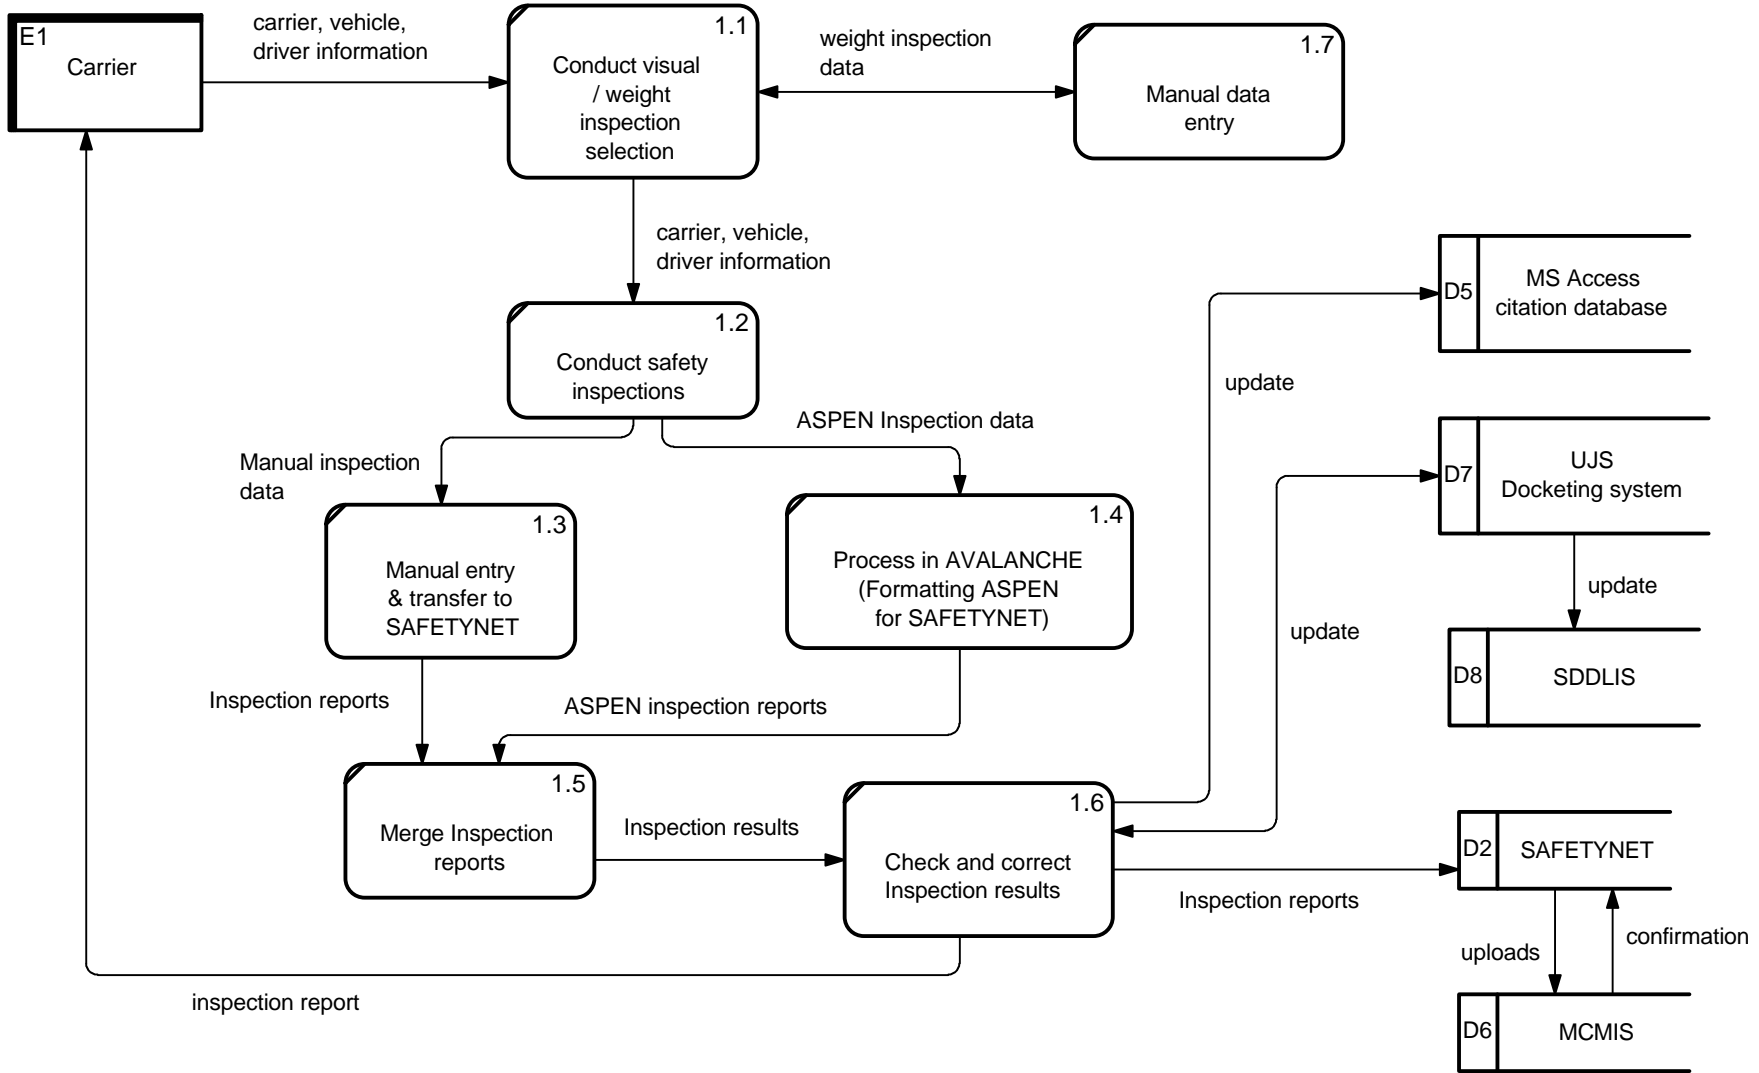 E1
Carrier
carrier, vehicle,
driver information
1.1
Conduct visual
/ weight
inspection
selection
weight inspection
data
1.7
Manual data
entry
carrier, vehicle,
driver information
1.2
Conduct safety
inspections
D5
MS Access
citation database
update
Manual inspection
data
ASPEN Inspection data
D7
UJS
Docketing system
1.3
Manual entry
& transfer to
SAFETYNET
1.4
Process in AVALANCHE
(Formatting ASPEN
for SAFETYNET)
update
update
D8
SDDLIS
Inspection reports
ASPEN inspection reports
1.5
Merge Inspection
reports
Inspection results
1.6
Check and correct
Inspection results
D2
SAFETYNET
Inspection reports
uploads
confirmation
inspection report
D6
MCMIS